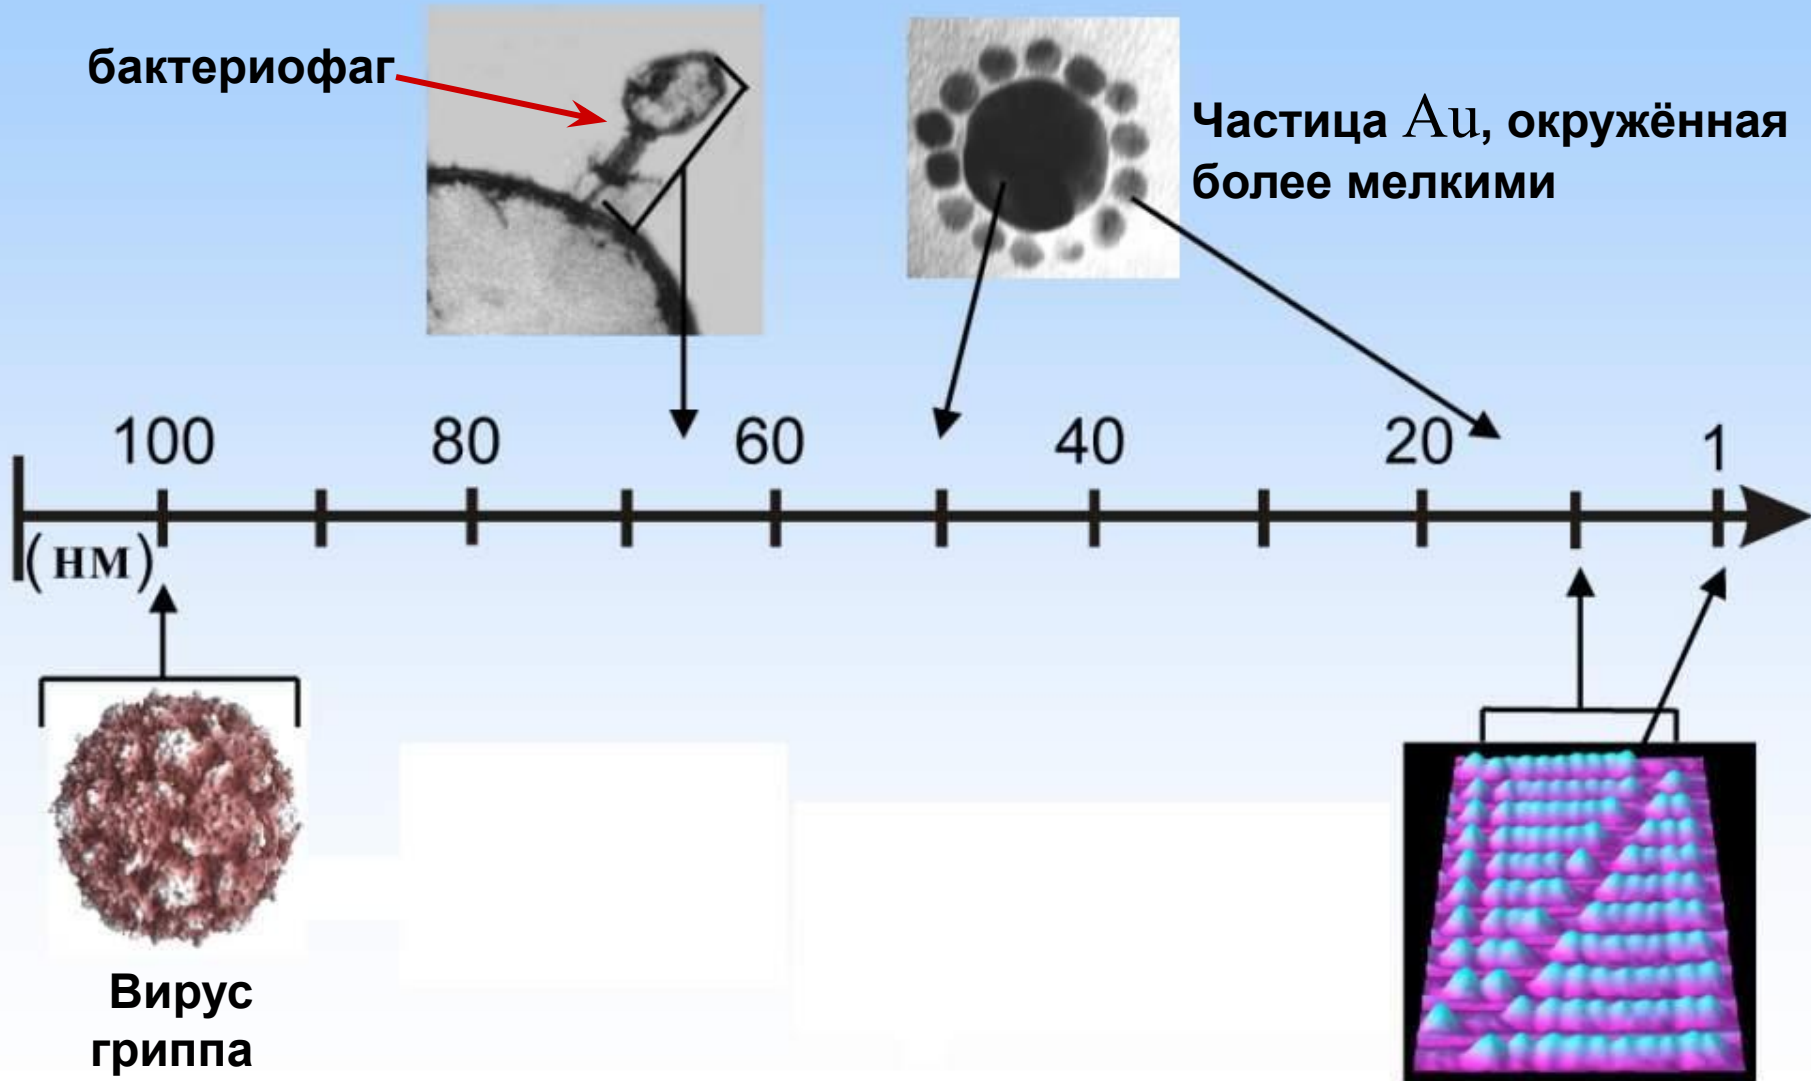 бактериофаг
Частица Au, окружённая
более мелкими
100 80 60 40 20 1
(нм)
Вирус
гриппа